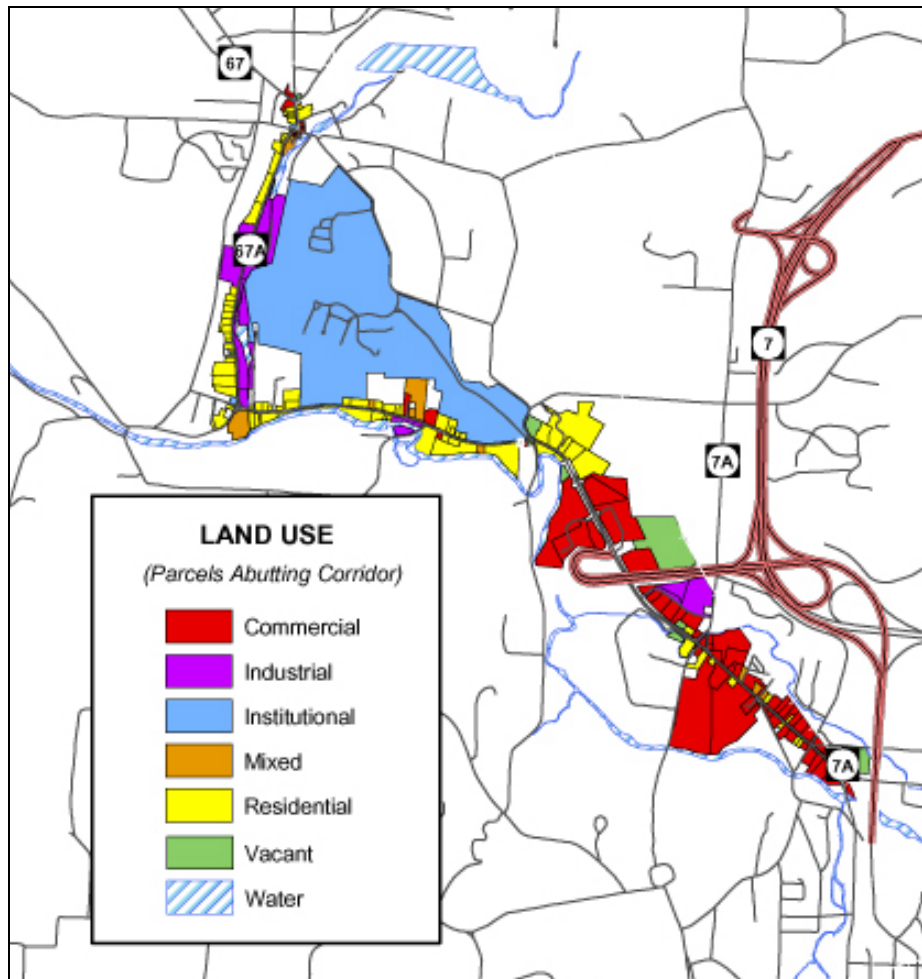 67
67A
7
7A
LAND USE
(Parcels Abutting Corridor)
Commercial
Industrial
Institutional
Mixed
Residential
Vacant
Water
7A